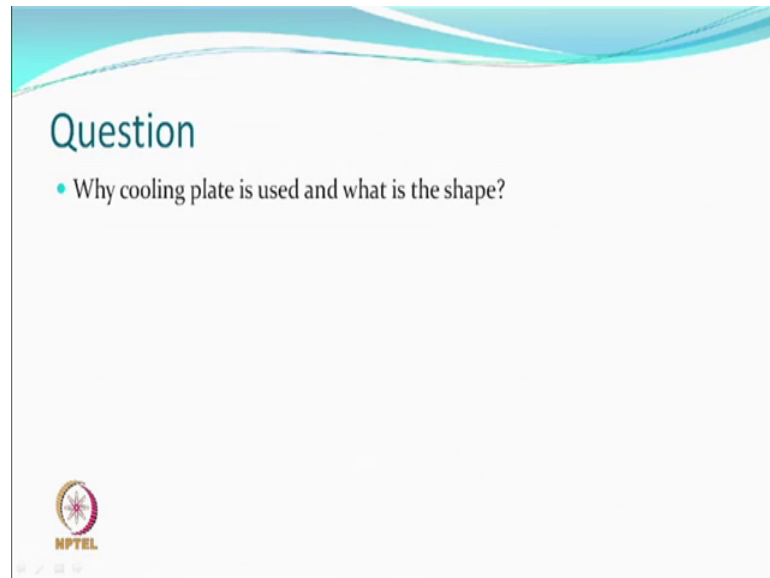 Question
• Why cooling plate is used and what is the shape?
NPTEL